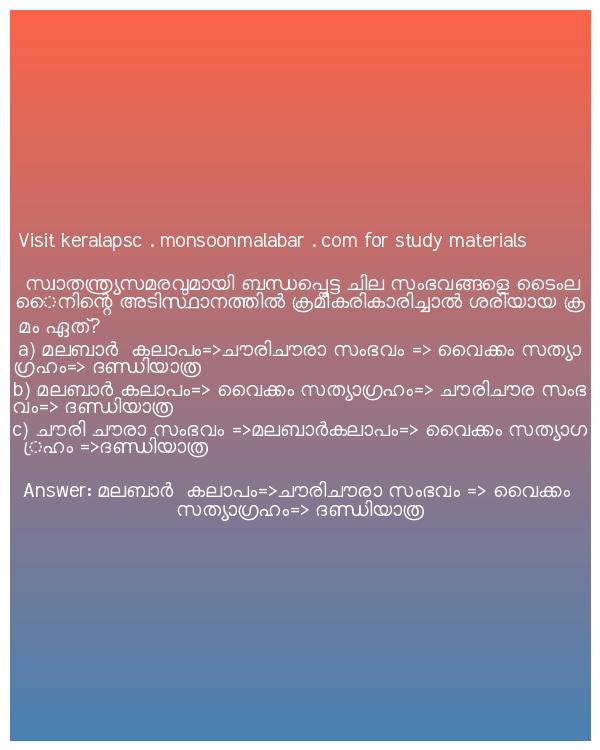 Visit keralapsc . monsoonmalabar . com for study materials
സ്വാതന്ത്ര്യസമരവുമായി ബന്ധപ്പെട്ട ചില സംഭവങ്ങളെ ടൈംല
ൈനിന്റെ അടിസ്ഥാനത്തിൽ ക്രമീകരികാരിച്ചാൽ ശരിയായ ക്ര
മം ഏത്?
a) മലബാർ കലാപം=>ചൗരിചൗരാ സംഭവം => വൈക്കം സത്യാ
ഗ്രഹം=> ദണ്ഡിയാത്ര
b) മലബാർ കലാപം=> വൈക്കം സത്യാഗ്രഹം=> ചൗരിചൗര സംഭ
വം=> ദണ്ഡിയാത്ര
c) ചൗരി ചൗരാ സംഭവം =>മലബാർകലാപം=> വൈക്കം സത്യാഗ
്രഹം =>ദണ്ഡിയാത്ര
Answer: മലബാർ കലാപം=>ചൗരിചൗരാ സംഭവം => വൈക്കം
സത്യാഗ്രഹം=> ദണ്ഡിയാത്ര